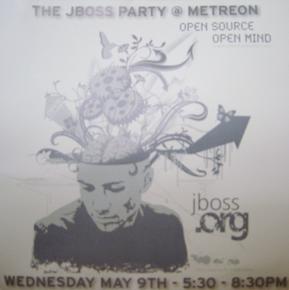 THE JBOSS PARTY @ METREON
OPEN SOURCE
OPEN MIND
jboss
.org
WEDNESDAY MAY 9TH - 5:30 - 8:30PM